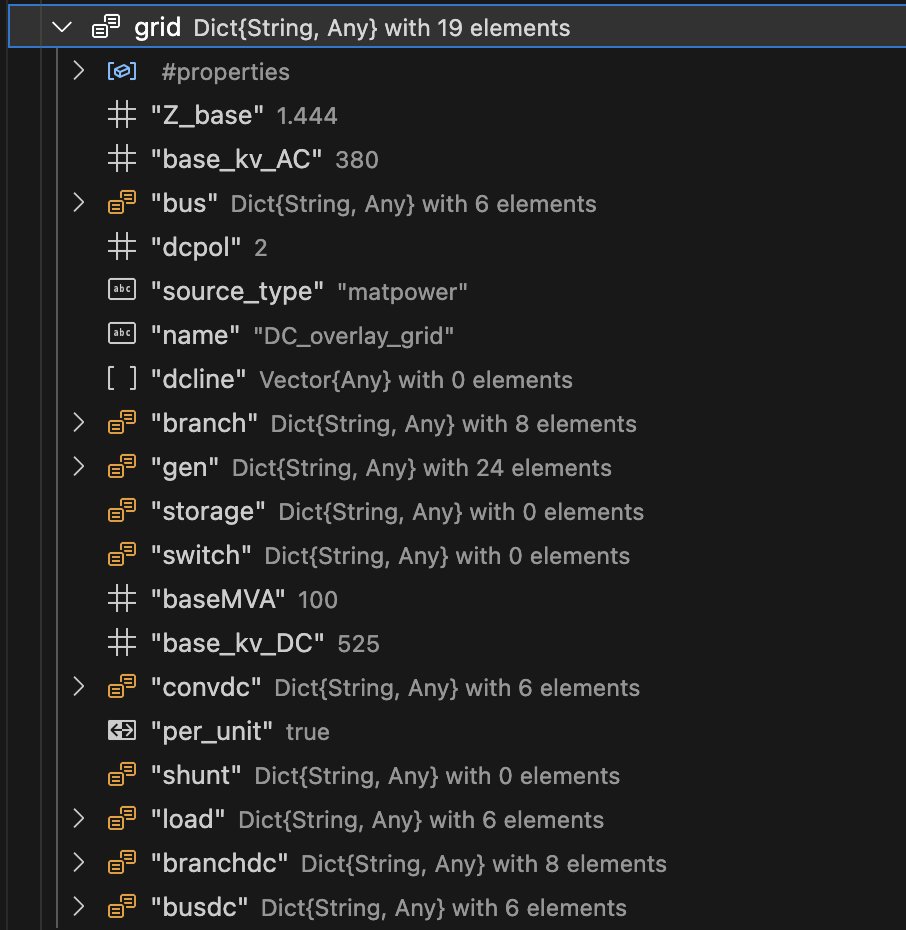 grid Dict{String, Any} with 19 elements
#properties
"Z_base" 1.444
"base_kv_AC" 380
"bus" Dict{String, Any} with 6 elements
"dcpol" 2
abc "source_type" "matpower"
abc "name" "DC_overlay_grid"
"dcline" Vector{Any} with 0 elements
"branch" Dict{String, Any} with 8 elements
"gen" Dict{String, Any} with 24 elements
"storage" Dict{String, Any} with 0 elements
"switch" Dict{String, Any} with 0 elements
"baseMVA" 100
"base_kv_DC" 525
"convdc" Dict{String, Any} with 6 elements
"per_unit" true
"shunt" Dict{String, Any} with 0 elements
"load" Dict{String, Any} with 6 elements
"branchdc" Dict{String, Any} with 8 elements
"busdc" Dict{String, Any} with 6 elements